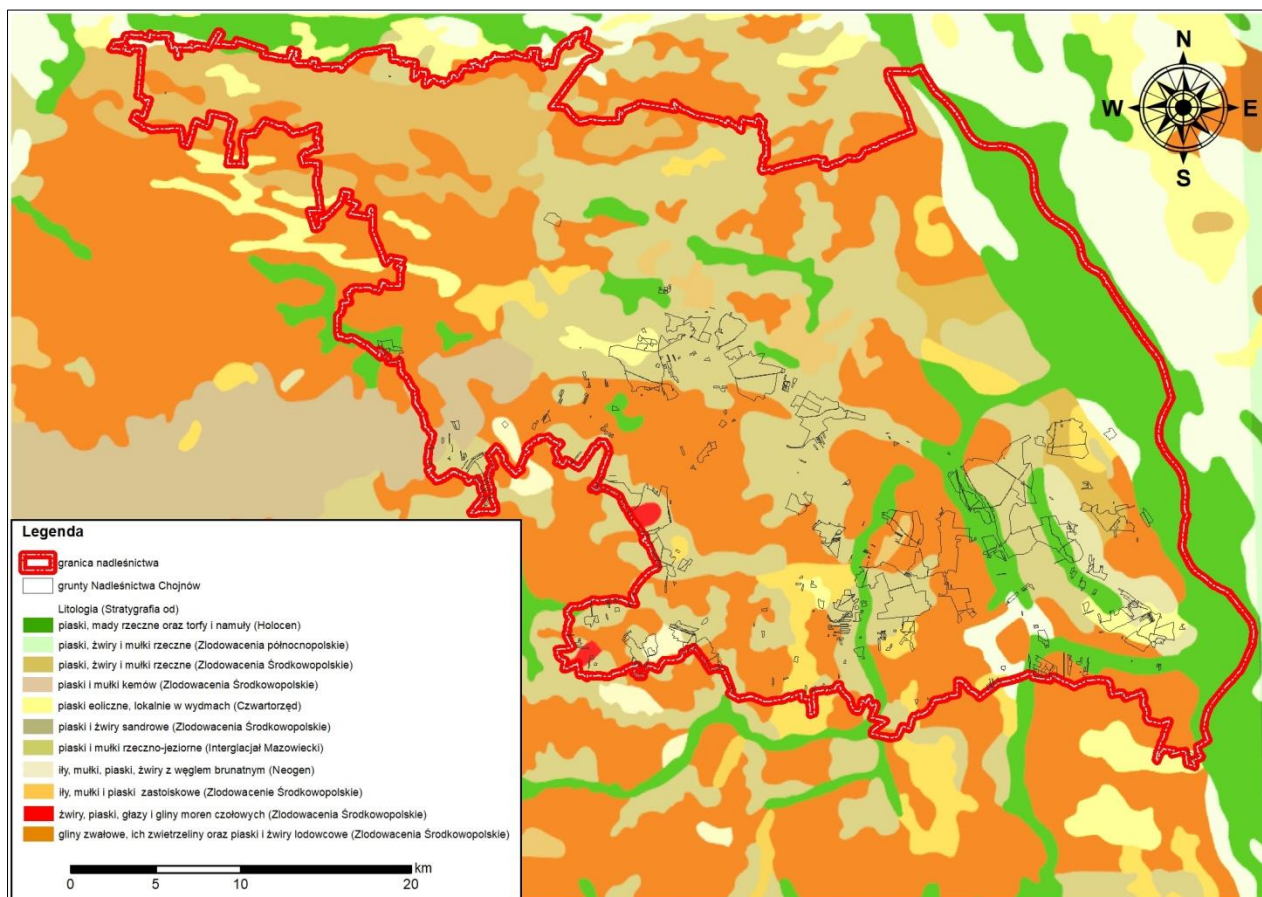 N
W
E
S
Legenda
granica nadleśnictwa
grunty Nadleśnictwa Chojnów
Litologia (Stratygrafia od)
piaski, mady rzeczne oraz torfy i namuły (Holocen)
piaski, żwiry i mułki rzeczne (Zlodowacenia północnopolskie)
piaski, żwiry i mułki rzeczne (Zlodowacenia Środkowopolskie)
piaski i mułki kemów (Zlodowacenia Środkowopolskie)
piaski eoliczne, lokalnie w wydmach (Czwartorzęd)
piaski i żwiry sandrowe (Zlodowacenia Środkowopolskie)
piaski i mułki rzeczno-jeziorne (Interglacjał Mazowiecki)
iły, mułki, piaski, żwiry z węglem brunatnym (Neogen)
iły, mułki i piaski zastoiskowe (Zlodowacenie Środkowopolskie)
żwiry, piaski, głazy i gliny moren czołowych (Zlodowacenia Środkowopolskie)
gliny zwałowe, ich zwietrzeliny oraz piaski i żwiry lodowcowe (Zlodowacenia Środkowopolskie)
km
0 5 10 20